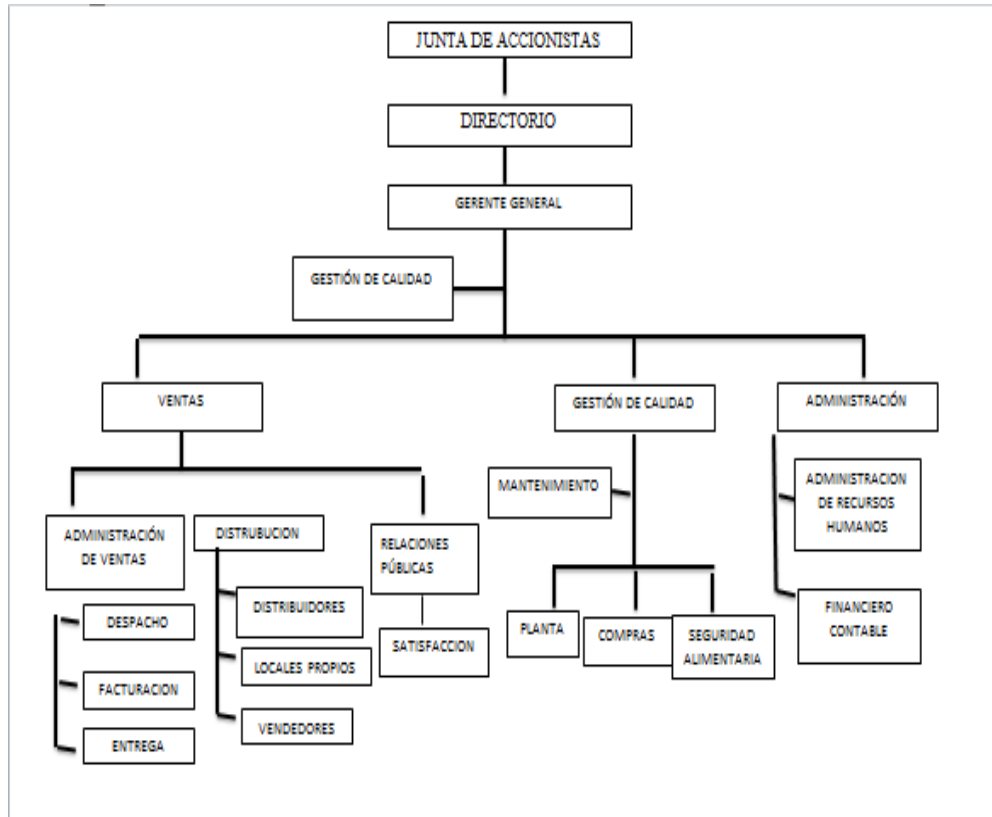 JUNTA DE ACCIONISTAS
DIRECTORIO
GERENTE GENERAL
GESTIÓN DE CALIDAD
VENTAS
GESTIÓN DE CALIDAD
ADMINISTRACIÓN
MANTENIMIENTO
ADMINISTRACION
DE RECURSOS
HUMANOS
ADMINISTRACIÓN
DE VENTAS
DISTRUBUCION
RELACIONES
PÚBLICAS
DESPACHO
DISTRIBUIDORES
SATISFACCION
PLANTA
COMPRAS
SEGURIDAD
ALIMENTARIA
FINANCIERO
CONTABLE
LOCALES PROPIOS
FACTURACION
VENDEDORES
ENTREGA